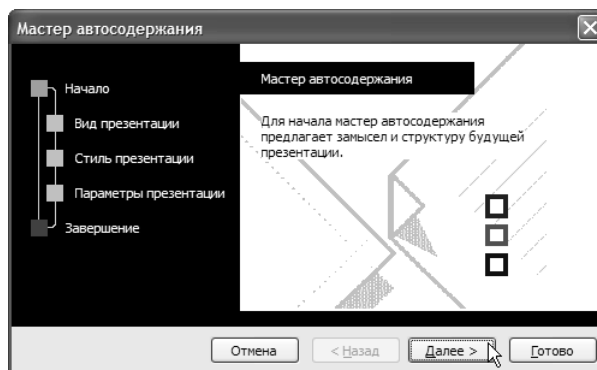 Мастер автосодержания
Начало
Вид презентации
Стиль презентации
Параметры презентации
Завершение
Мастер автосодержания
Для начала мастер автосодержания
предлагает замысел и структуру будущей
презентации.
Отмена
< Назад
Далее >
Готово